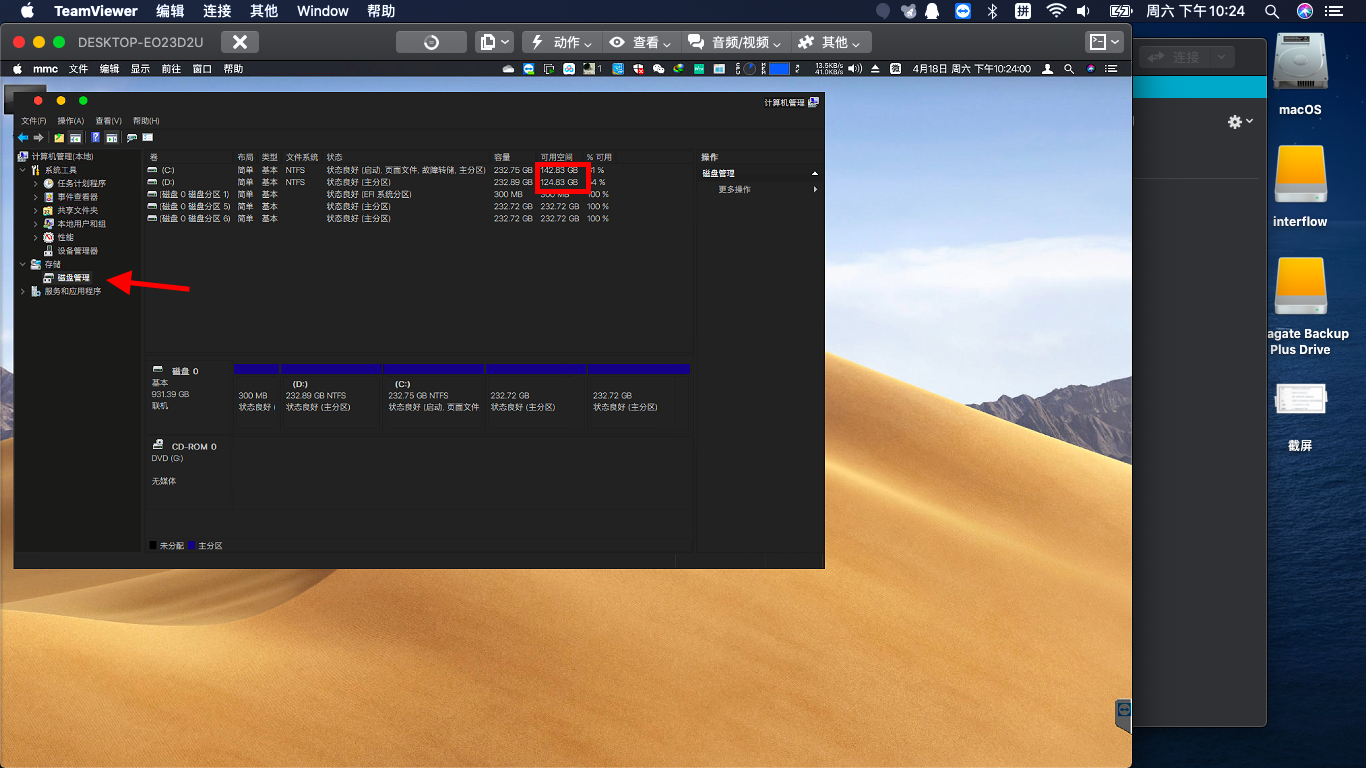 TeamViewer 编辑 连接 其他 Window 帮助
拼 周六 下午10:24
DESKTOP-EO23D2U
动作 查看 音频/视频 其他
连接
mmc 文件 编辑 显示 前往 窗口 帮助
1 13.5KB/s 41.0KB/s 4月18日 周六 下午10:24:00
计算机管理
文件(F) 操作(A) 查看(V) 帮助(H)
计算机管理(本地)
系统工具
任务计划程序
事件查看器
共享文件夹
本地用户和组
性能
设备管理器
存储
磁盘管理
服务和应用程序
卷 布局 类型 文件系统 状态 容量 可用空间 % 可用
(C:) 简单 基本 NTFS 状态良好 (启动, 页面文件, 故障转储, 主分区) 232.75 GB 142.83 GB 1 %
(D:) 简单 基本 NTFS 状态良好 (主分区) 232.89 GB 124.83 GB 4 %
(磁盘 0 磁盘分区 1) 简单 基本 状态良好 (EFI 系统分区) 300 MB 300 MB 00 %
(磁盘 0 磁盘分区 5) 简单 基本 状态良好 (主分区) 232.72 GB 232.72 GB 100 %
(磁盘 0 磁盘分区 6) 简单 基本 状态良好 (主分区) 232.72 GB 232.72 GB 100 %
操作
磁盘管理
更多操作
磁盘 0
基本
931.39 GB
联机
300 MB
状态良好 (
(D:)
232.89 GB NTFS
状态良好 (主分区)
(C:)
232.75 GB NTFS
状态良好 (启动, 页面文件
232.72 GB
状态良好 (主分区)
232.72 GB
状态良好 (主分区)
CD-ROM 0
DVD (G:)
无媒体
未分配 主分区
macOS
interflow
agate Backup
Plus Drive
截屏